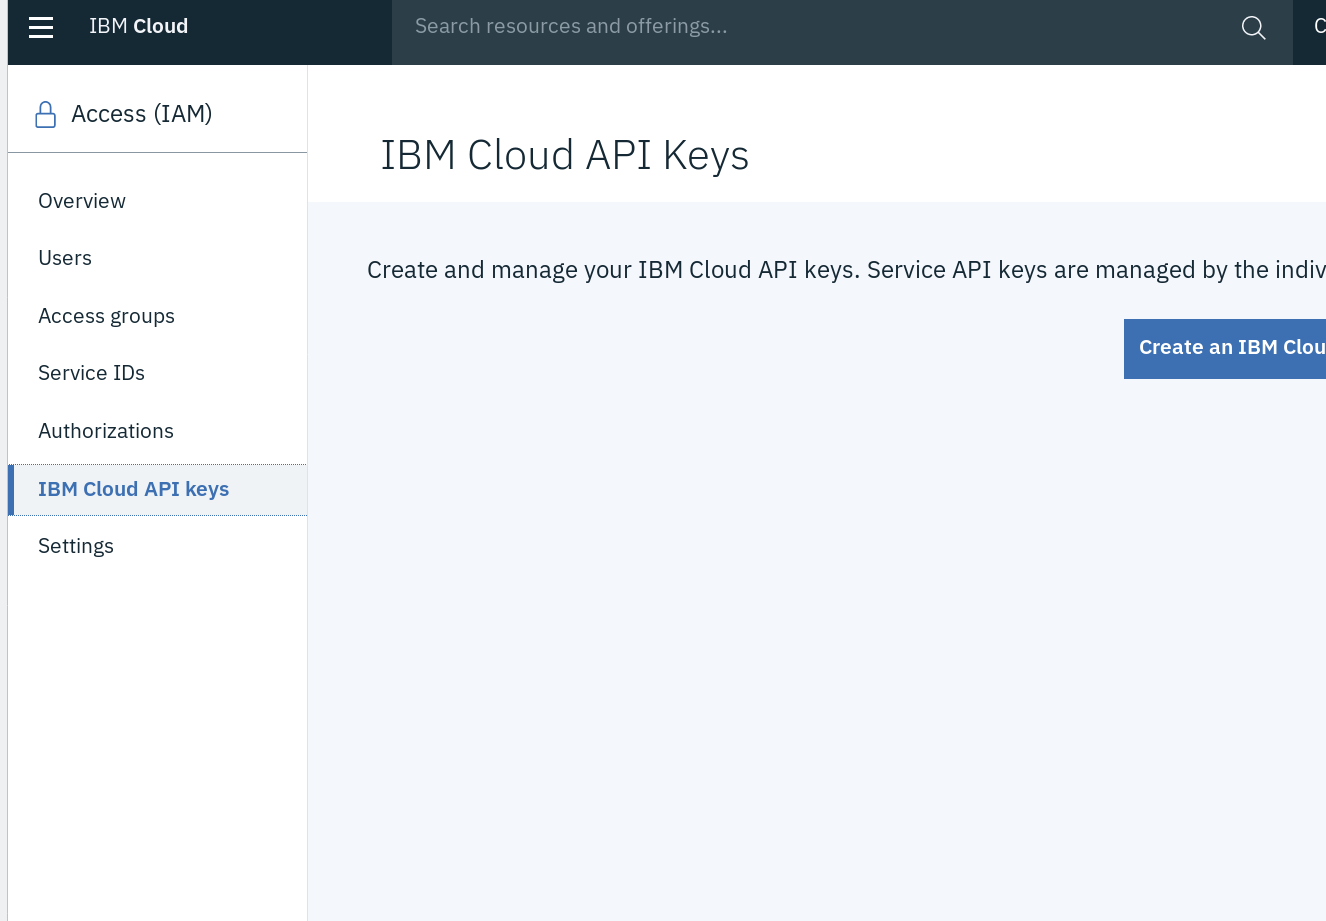 IBM Cloud
Search resources and offerings...
C
Access (IAM)
IBM Cloud API Keys
Overview
Users
Access groups
Service IDs
Authorizations
IBM Cloud API keys
Settings
Create and manage your IBM Cloud API keys. Service API keys are managed by the indiv
Create an IBM Clou